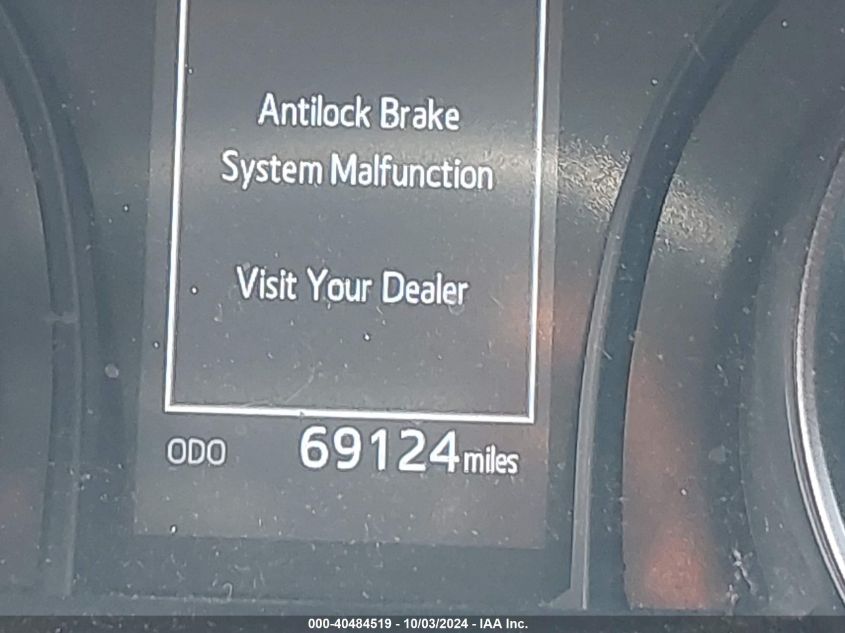 Antilock Brake
System Malfunction
Visit Your Dealer
ODO 69124 miles
000-40484519 - 10/03/2024 - IAA Inc.